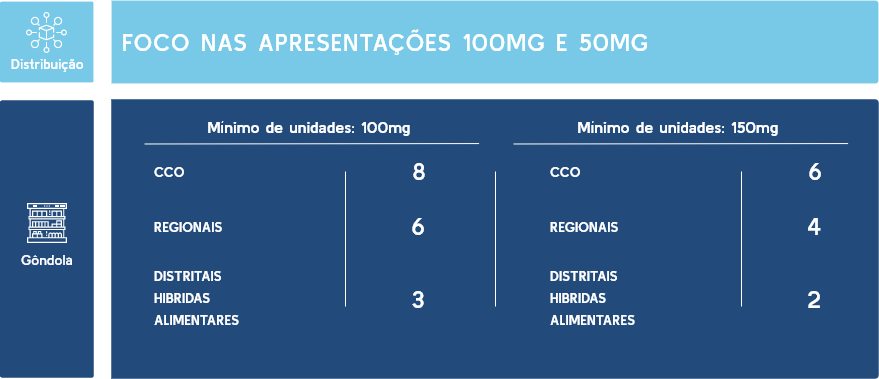 Distribuição
FOCO NAS APRESENTAÇÕES 100MG E 50MG
Gôndola
Mínimo de unidades: 100mg
CCO 8
REGIONAIS 6
DISTRITAIS
HIBRIDAS 3
ALIMENTARES
Mínimo de unidades: 150mg
CCO 6
REGIONAIS 4
DISTRITAIS
HIBRIDAS 2
ALIMENTARES